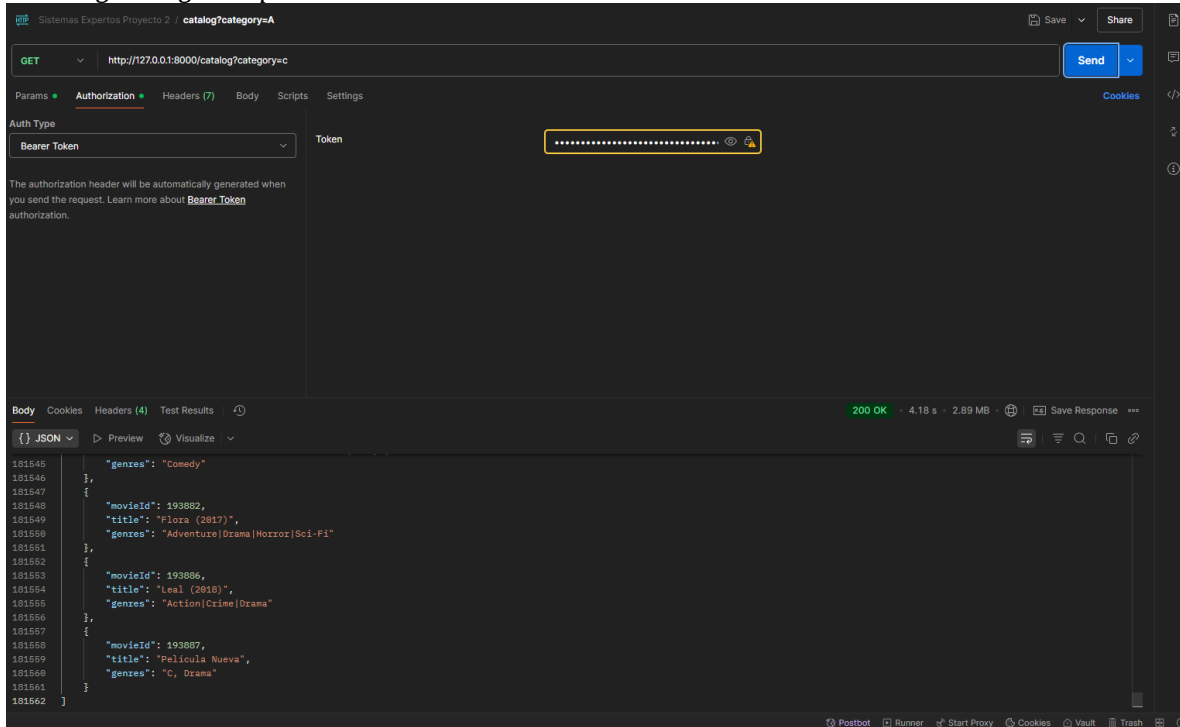 HTTP Sistemas Expertos Proyecto 2 / catalog?category=A Save Share
GET http://127.0.0.1:8000/catalog?category=c Send
Params Authorization Headers (7) Body Scripts Settings Cookies
Auth Type
Bearer Token
Token
The authorization header will be automatically generated when
you send the request. Learn more about Bearer Token
authorization.
Body Cookies Headers (4) Test Results 200 OK 4.18 s 2.89 MB Save Response
{} JSON Preview Visualize
181545 "genres": "Comedy"
181546 },
181547 {
181548 "movieId": 193882,
181549 "title": "Flora (2017)",
181550 "genres": "Adventure|Drama|Horror|Sci-Fi"
181551 },
181552 {
181553 "movieId": 193886,
181554 "title": "Leal (2018)",
181555 "genres": "Action|Crime|Drama"
181556 },
181557 {
181558 "movieId": 193887,
181559 "title": "Película Nueva",
181560 "genres": "C, Drama"
181561 }
181562 ]
Postbot Runner Start Proxy Cookies Vault Trash